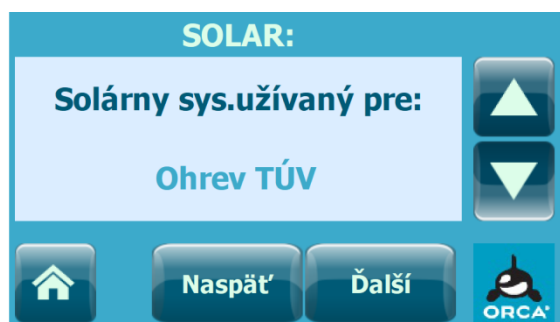 SOLAR:
Solárny sys.užívaný pre:
Ohrev TÚV
Naspäť Ďalší
ORCA